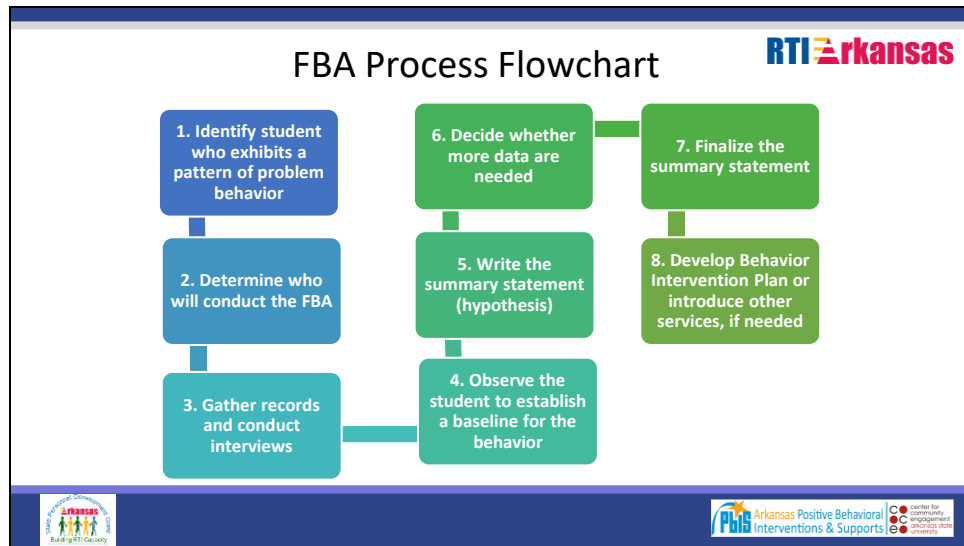 FBA Process Flowchart
RTI Arkansas
1. Identify student
who exhibits a
pattern of problem
behavior
2. Determine who
will conduct the FBA
3. Gather records
and conduct
interviews
4. Observe the
student to establish
a baseline for the
behavior
5. Write the
summary statement
(hypothesis)
6. Decide whether
more data are
needed
7. Finalize the
summary statement
8. Develop Behavior
Intervention Plan or
introduce other
services, if needed
State Personnel Development Grant
Arkansas
Building RTI Capacity
PBIS Arkansas Positive Behavioral
Interventions & Supports
center for
community
engagement
arkansas state
university